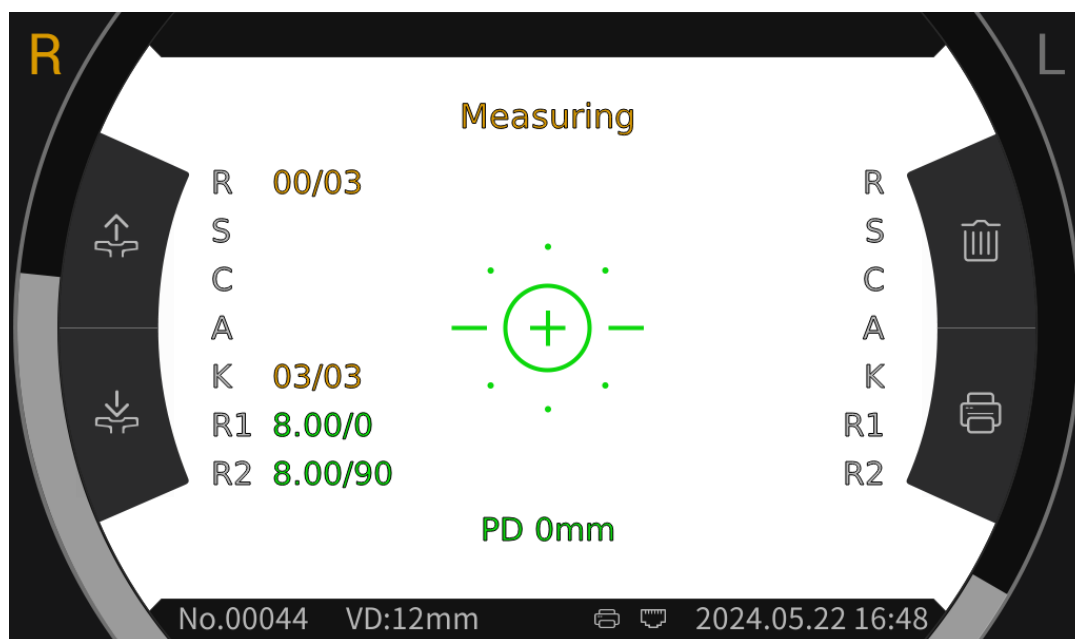 R L
Measuring
R 00/03 R
S S
C C
A A
K 03/03 K
R1 8.00/0 R1
R2 8.00/90 R2
PD 0mm
No.00044 VD:12mm 2024.05.22 16:48